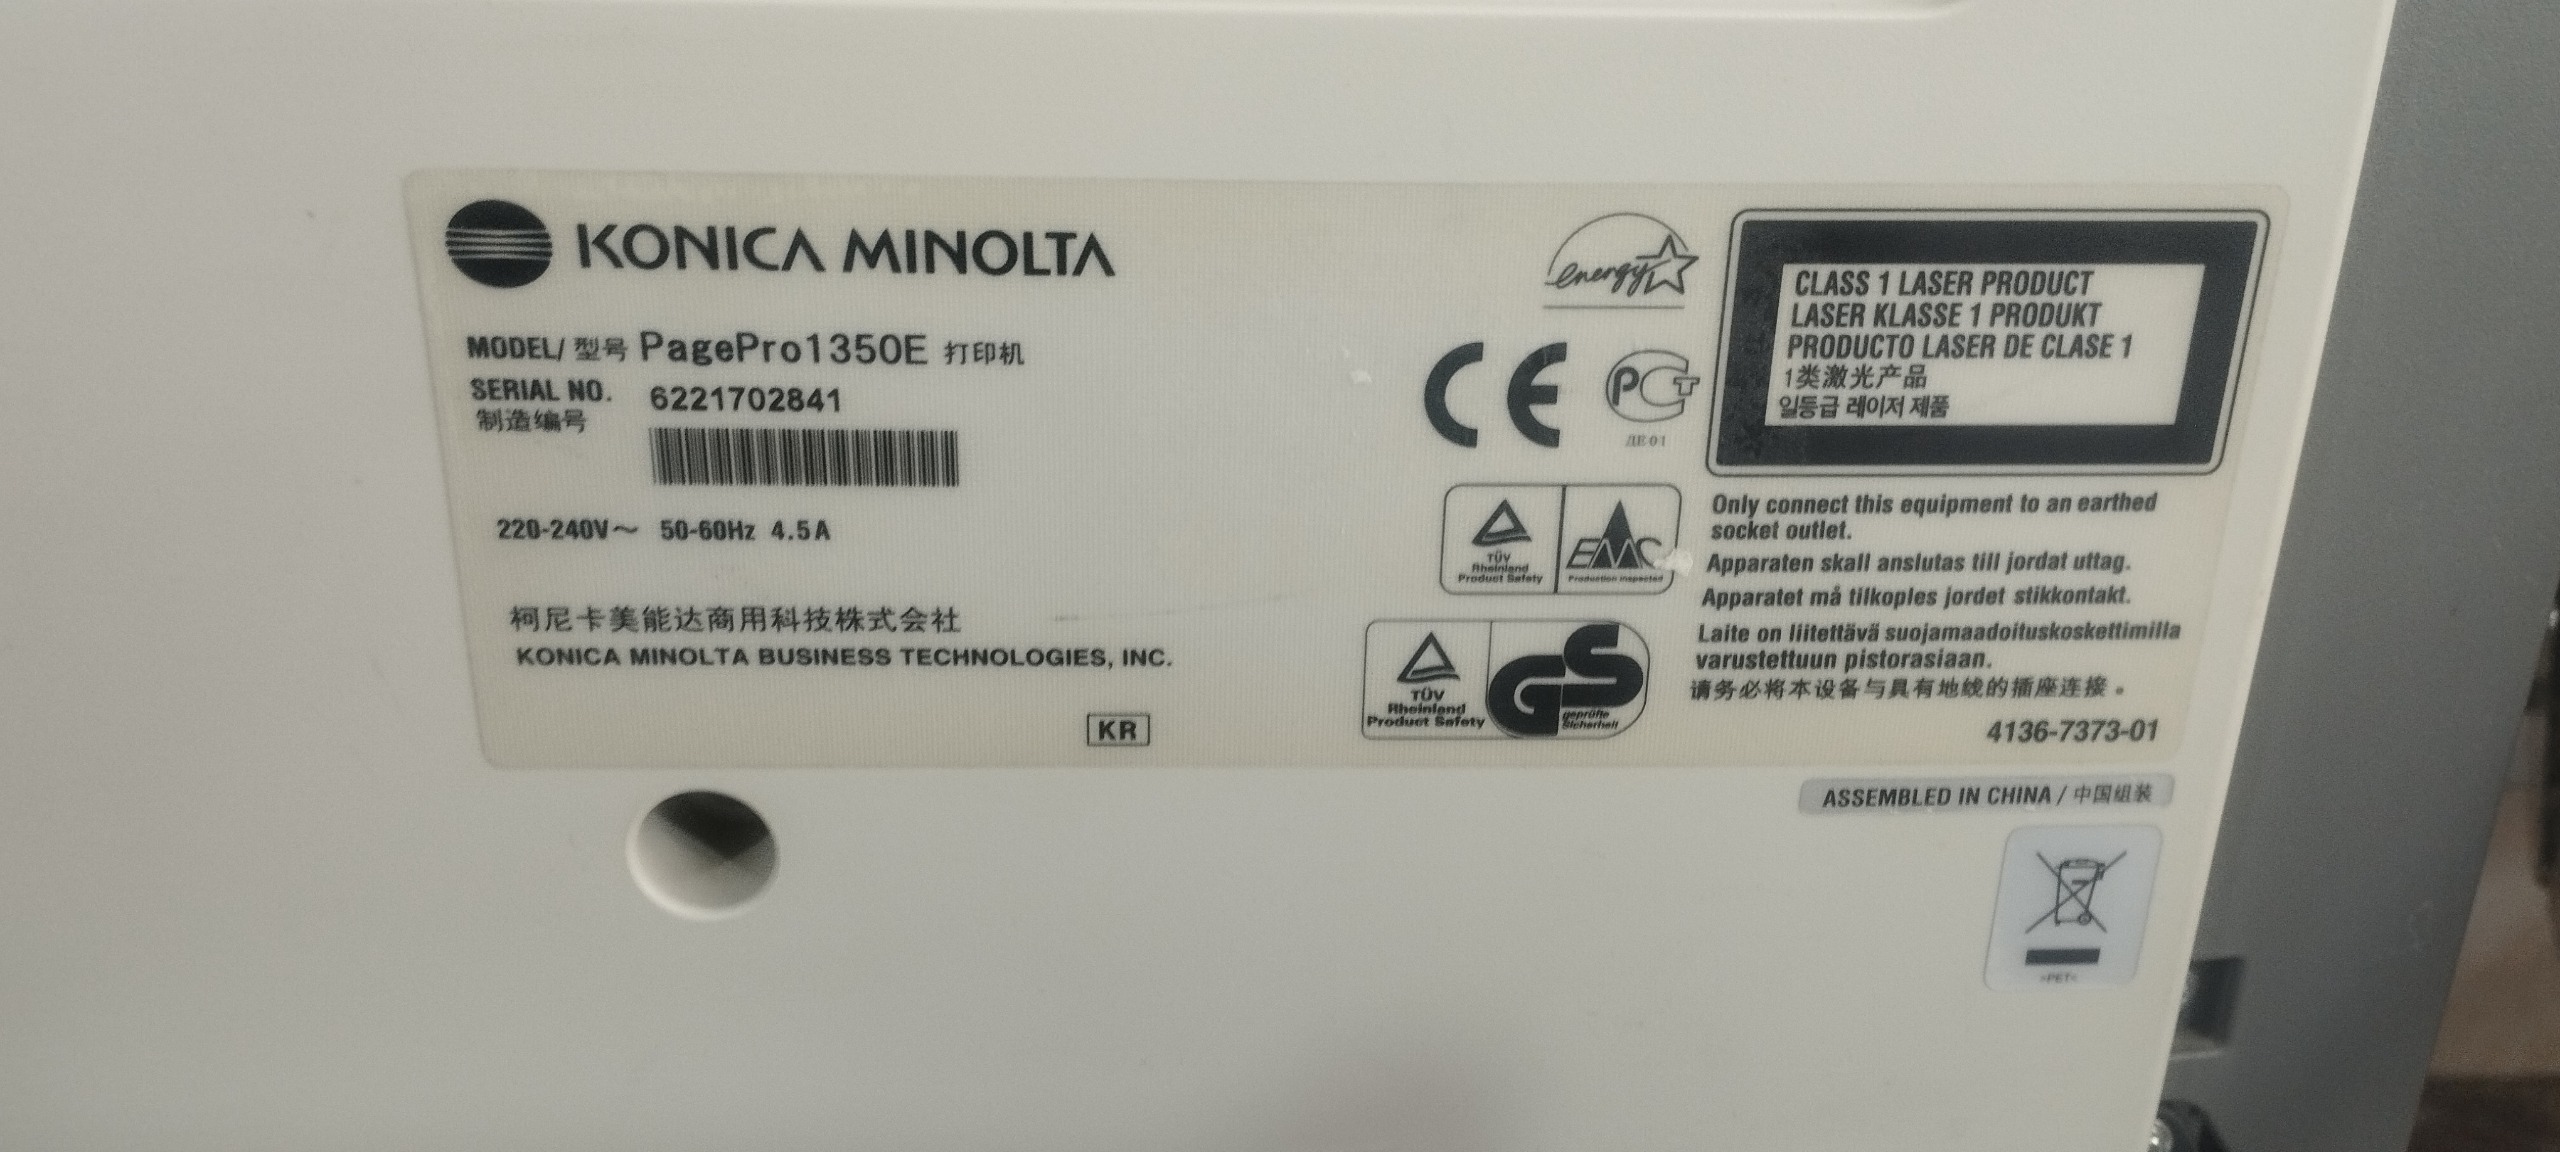 KONICA MINOLTA
MODEL/ 型号 PagePro1350E 打印机
SERIAL NO. 6221702841
制造编号
220-240V～ 50-60Hz 4.5A
柯尼卡美能达商用科技株式会社
KONICA MINOLTA BUSINESS TECHNOLOGIES, INC.
KR
energy
CE
РСТ
ДЕ 01
TÜV
Rheinland
Product Safety
EMC
Production inspected
TÜV
Rheinland
Product Safety
GS
geprüfte
Sicherheit
CLASS 1 LASER PRODUCT
LASER KLASSE 1 PRODUKT
PRODUCTO LASER DE CLASE 1
1类激光产品
일등급 레이저 제품
Only connect this equipment to an earthed
socket outlet.
Apparaten skall anslutas till jordat uttag.
Apparatet må tilkoples jordet stikkontakt.
Laite on liitettävä suojamaadoituskoskettimilla
varustettuun pistorasiaan.
请务必将本设备与具有地线的插座连接。
4136-7373-01
ASSEMBLED IN CHINA / 中国组装
>PET<